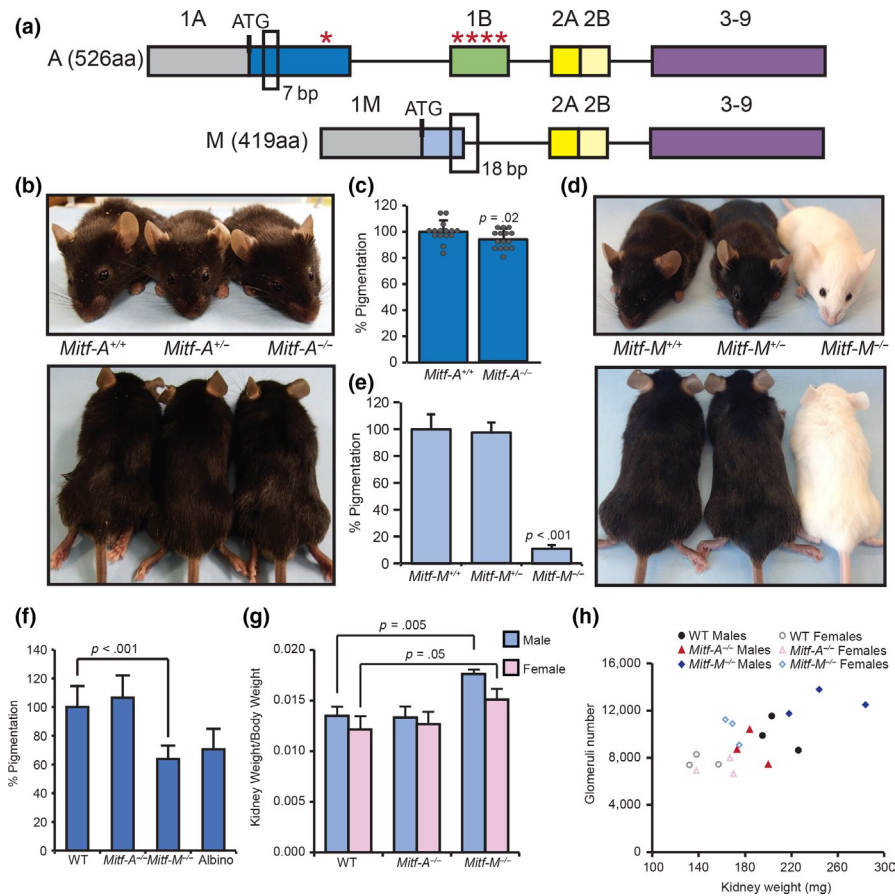 (a)
1A
ATG
*
1B
****
2A 2B
3-9
A (526aa)
7 bp
1M
ATG
2A 2B
3-9
M (419aa)
18 bp
(b)
Mitf-A+/+ Mitf-A+/– Mitf-A–/–
(c)
% Pigmentation
120
100
80
60
40
20
0
p = .02
Mitf-A+/+ Mitf-A–/–
(d)
Mitf-M+/+ Mitf-M+/– Mitf-M–/–
(e)
% Pigmentation
120
100
80
60
40
20
0
p < .001
Mitf-M+/+ Mitf-M+/– Mitf-M–/–
(f)
% Pigmentation
140
120
100
80
60
40
20
0
p < .001
WT Mitf-A–/– Mitf-M–/– Albino
(g)
Kidney Weight/Body Weight
0.020
0.015
0.010
0.005
0.000
p = .005
p = .05
Male
Female
WT Mitf-A–/– Mitf-M–/–
(h)
WT Males WT Females
Mitf-A–/– Males Mitf-A–/– Females
Mitf-M–/– Males Mitf-M–/– Females
Glomeruli number
16,000
12,000
8,000
4,000
0
100 140 180 220 260 300
Kidney weight (mg)